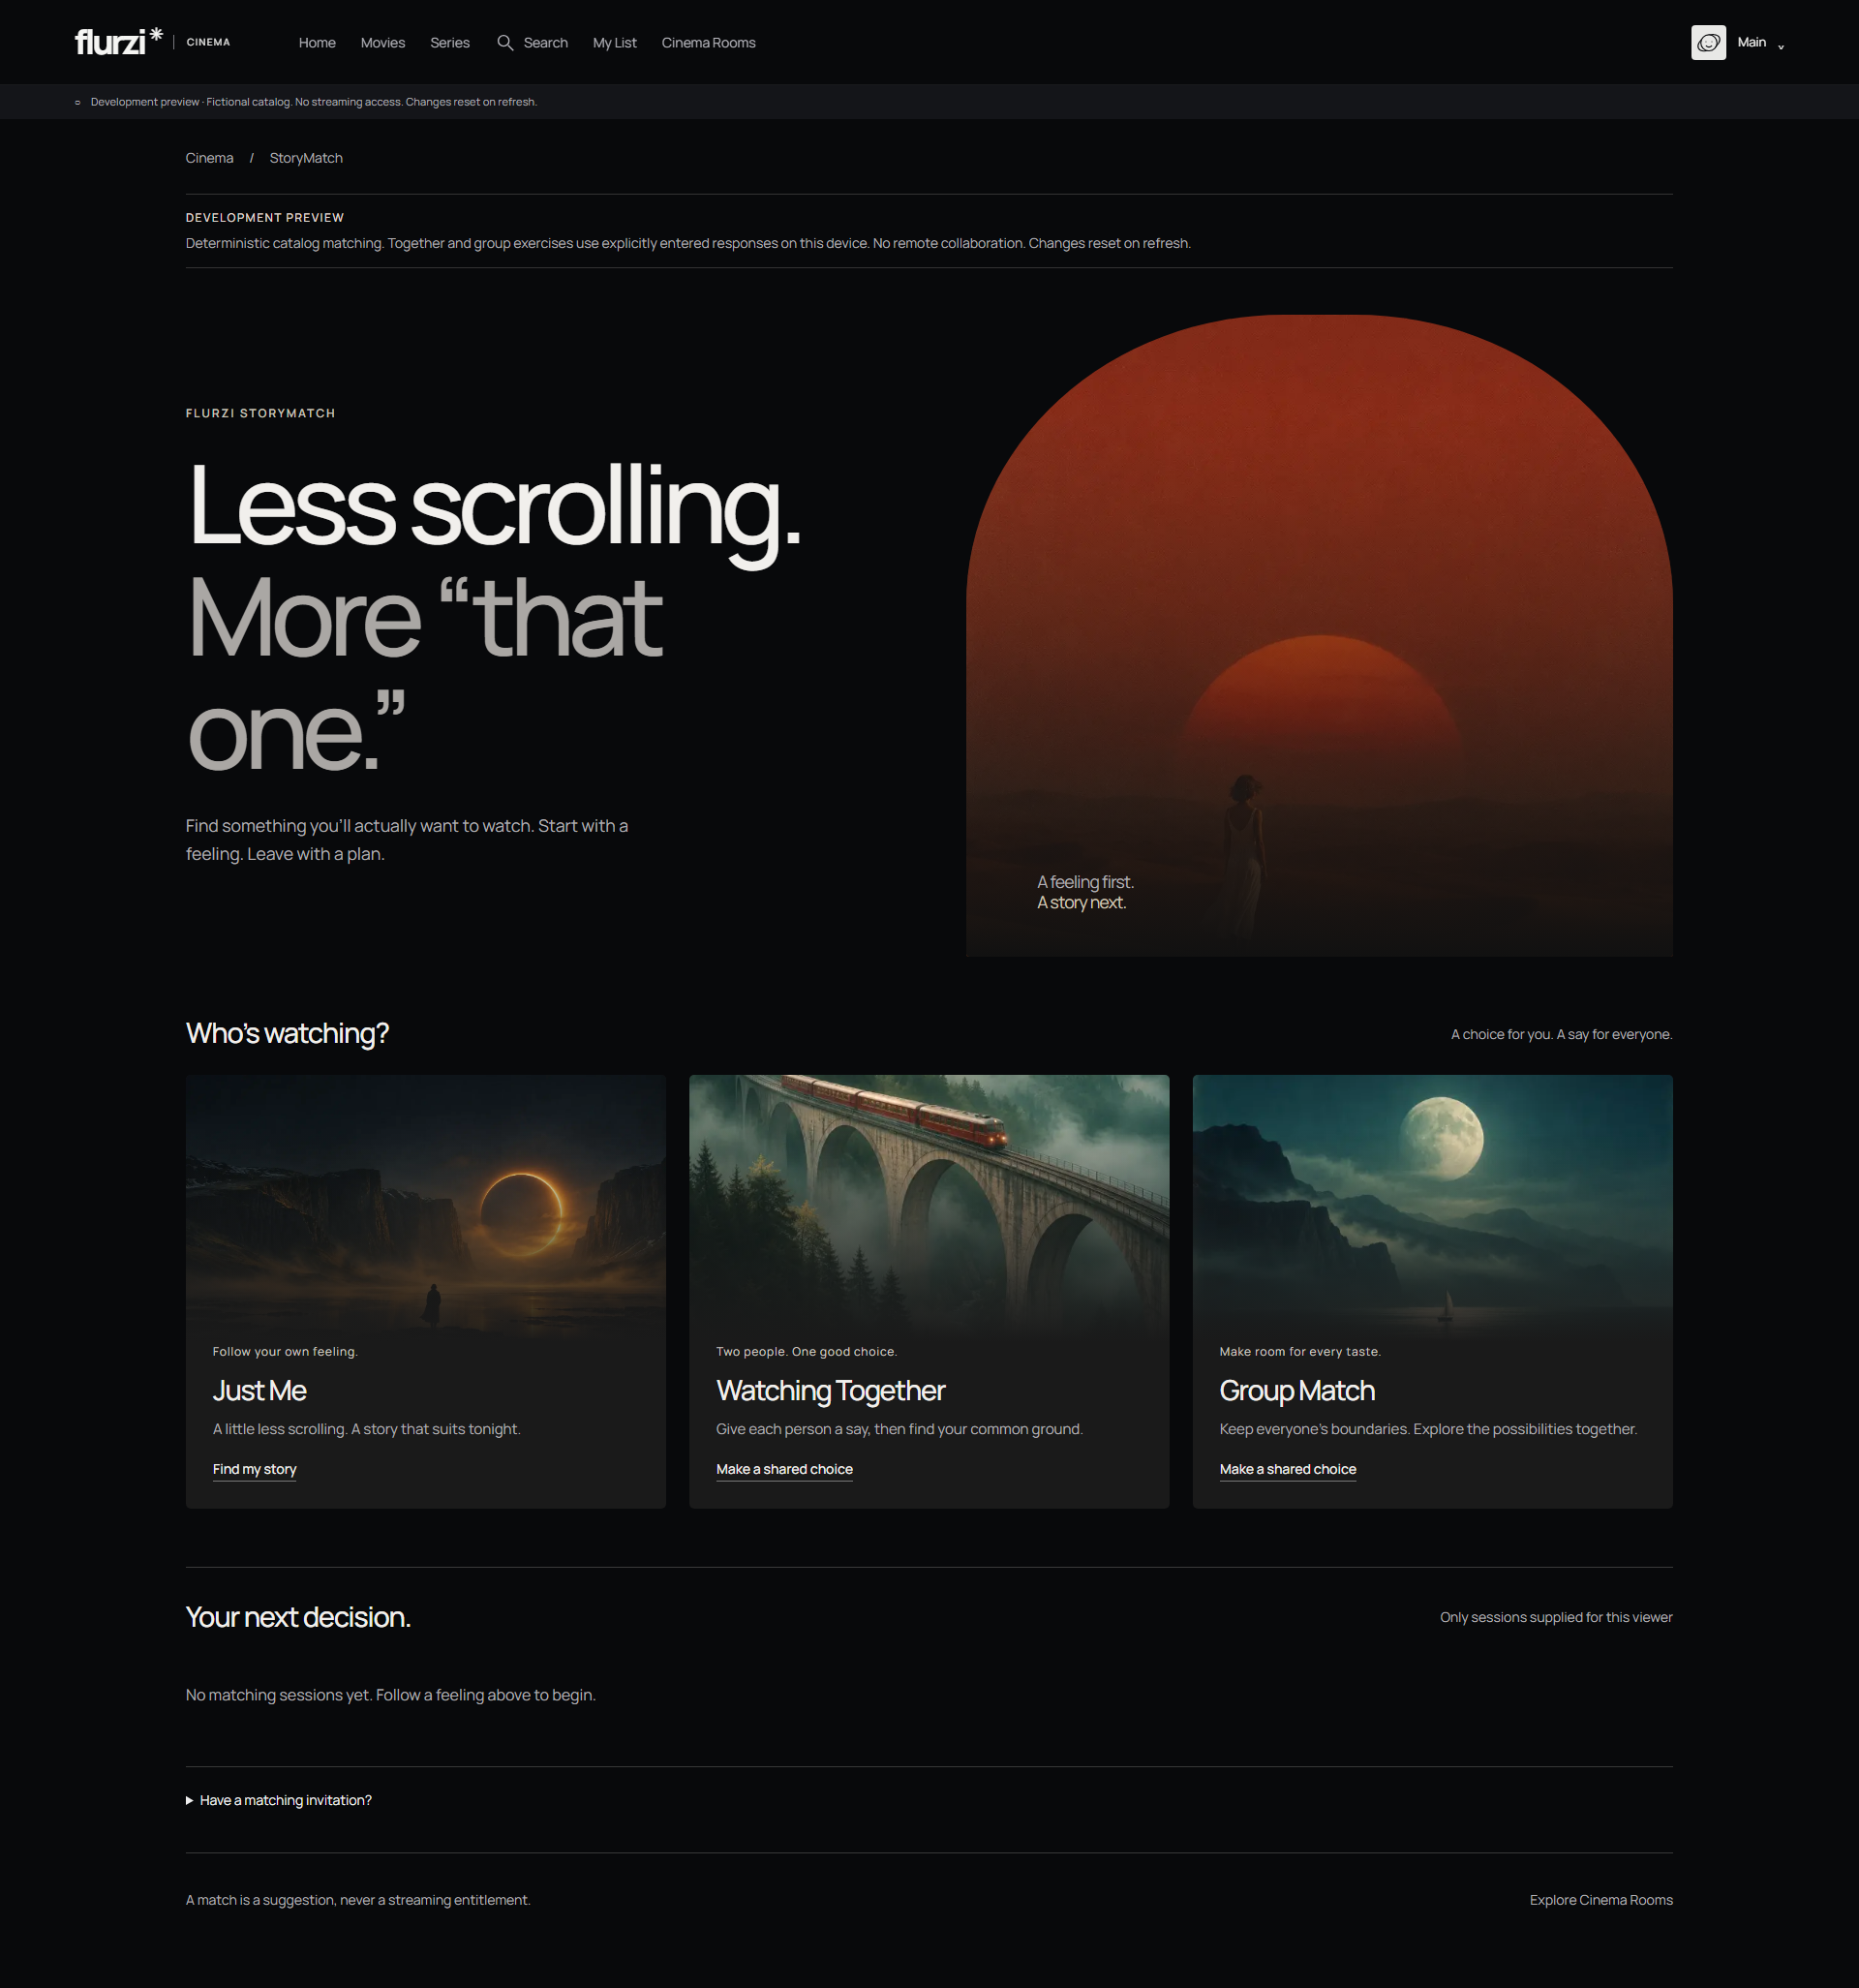 flurzi* | CINEMA Home Movies Series Search My List Cinema Rooms Main
Development preview · Fictional catalog. No streaming access. Changes reset on refresh.
Cinema / StoryMatch
DEVELOPMENT PREVIEW
Deterministic catalog matching. Together and group exercises use explicitly entered responses on this device. No remote collaboration. Changes reset on refresh.
FLURZI STORYMATCH
Less scrolling.
More “that
one.”
Find something you’ll actually want to watch. Start with a
feeling. Leave with a plan.
A feeling first.
A story next.
Who’s watching?
A choice for you. A say for everyone.
Follow your own feeling.
Just Me
A little less scrolling. A story that suits tonight.
Find my story
Two people. One good choice.
Watching Together
Give each person a say, then find your common ground.
Make a shared choice
Make room for every taste.
Group Match
Keep everyone’s boundaries. Explore the possibilities together.
Make a shared choice
Your next decision.
Only sessions supplied for this viewer
No matching sessions yet. Follow a feeling above to begin.
Have a matching invitation?
A match is a suggestion, never a streaming entitlement.
Explore Cinema Rooms